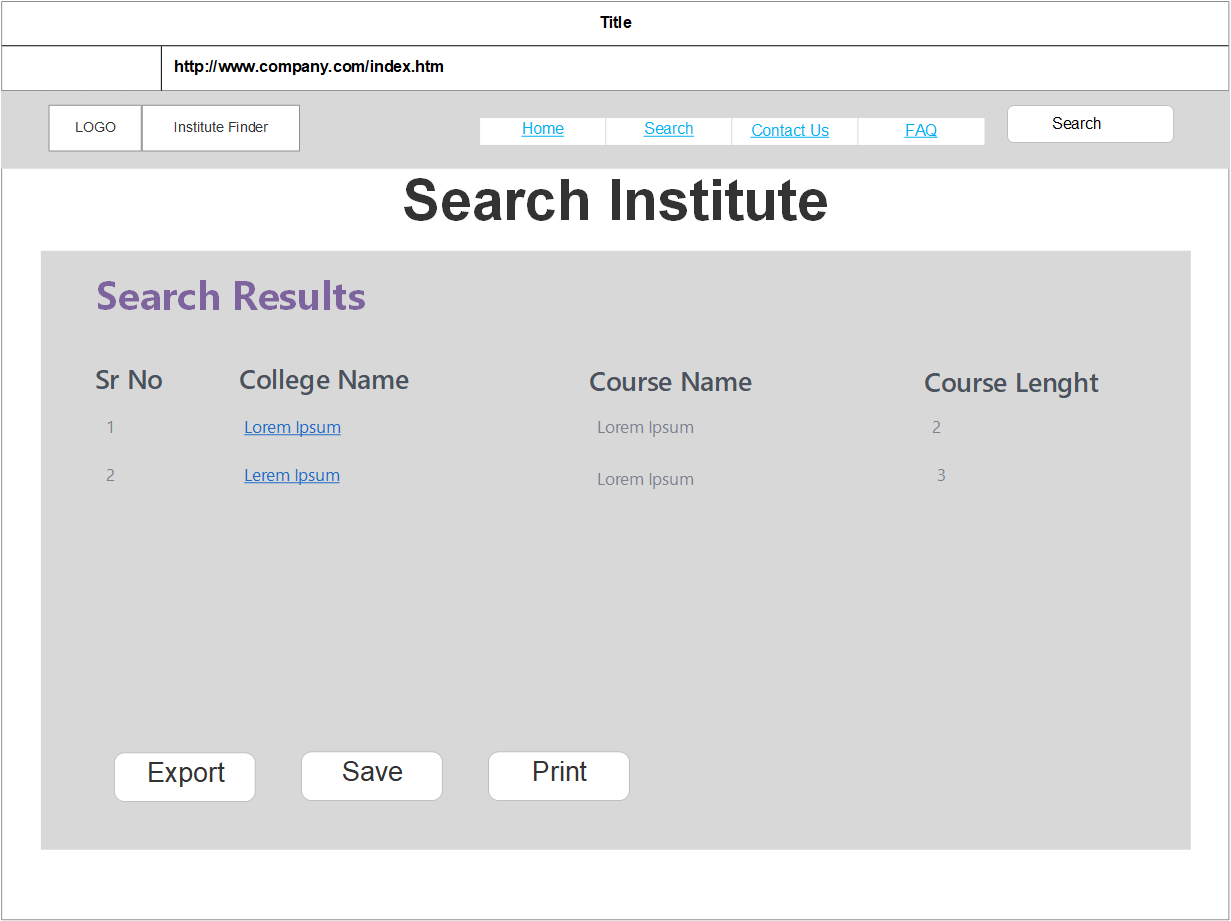 Title
http://www.company.com/index.htm
LOGO Institute Finder Home Search Contact Us FAQ Search
Search Institute
Search Results
Sr No College Name Course Name Course Lenght
1 Lorem Ipsum Lorem Ipsum 2
2 Lerem Ipsum Lorem Ipsum 3
Export Save Print